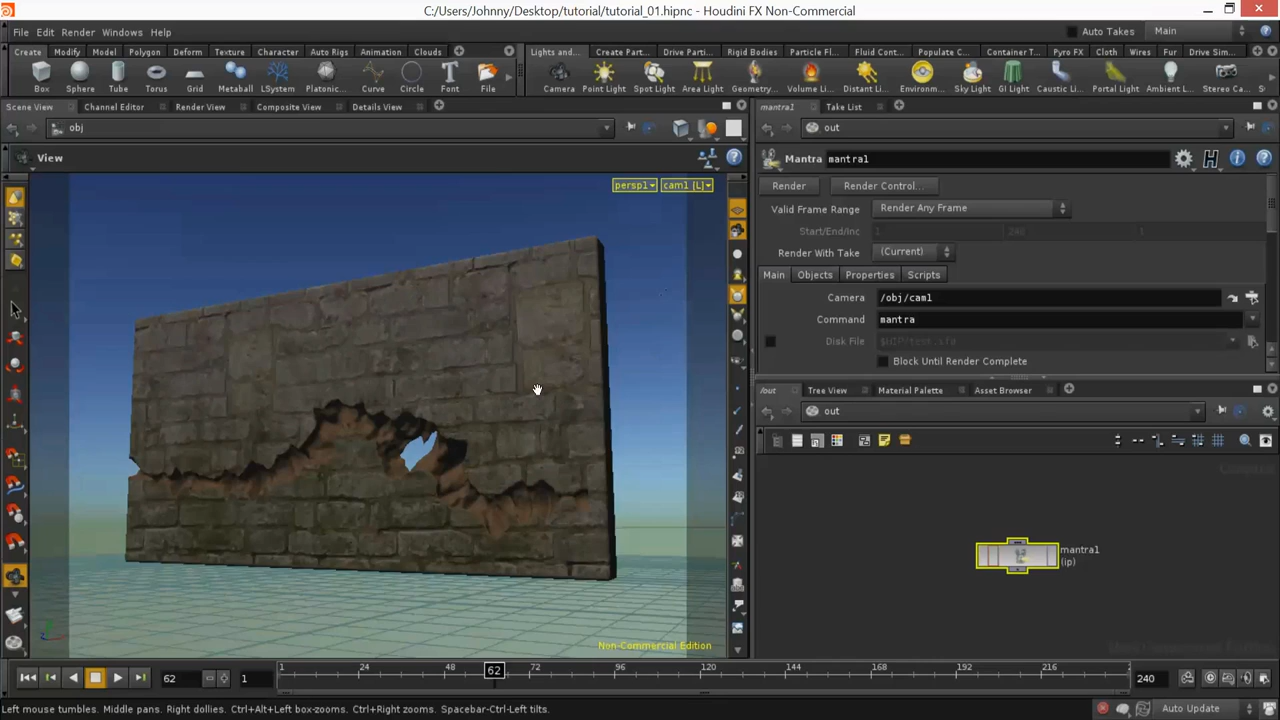 C:/Users/Johnny/Desktop/tutorial/tutorial_01.hipnc - Houdini FX Non-Commercial
File Edit Render Windows Help
Auto Takes Main
Create Modify Model Polygon Deform Texture Character Auto Rigs Animation Clouds
Lights and... Create Part... Drive Parti... Rigid Bodies Particle Fl... Fluid Cont... Populate C... Container T... Pyro FX Cloth Wires Fur Drive Sim...
Box Sphere Tube Torus Grid Metaball LSystem Platonic... Curve Circle Font File
Camera Point Light Spot Light Area Light Geometry... Volume Li... Distant Li... Environm... Sky Light GI Light Caustic Li... Portal Light Ambient L... Stereo Ca...
Scene View Channel Editor Render View Composite View Details View
mantra1 Take List
obj
out
View
Mantra mantra1
persp1 cam1 [L]
Render Render Control...
Valid Frame Range Render Any Frame
Start/End/Inc 1 240 1
Render With Take (Current)
Main Objects Properties Scripts
Camera /obj/cam1
Command mantra
Disk File $HIP/test.ifd
Block Until Render Complete
/out Tree View Material Palette Asset Browser
out
mantra1
(ip)
Non-Commercial Edition
62 1
1 24 48 62 72 96 120 144 168 192 216
240
Left mouse tumbles. Middle pans. Right dollies. Ctrl+Alt+Left box-zooms. Ctrl+Right zooms. Spacebar-Ctrl-Left tilts.
Auto Update